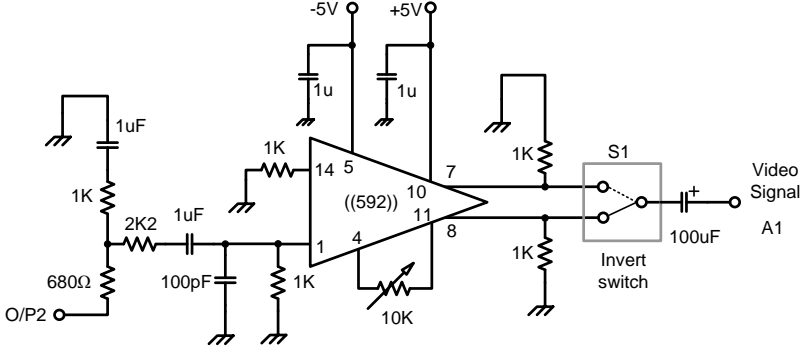 -5V
+5V
1u
1u
1uF
1K
14
5
7
1K
S1
Video
Signal
A1
1K
2K2
1uF
((592))
10
11
1
4
8
100uF
680Ω
100pF
1K
1K
Invert
switch
O/P2
10K
+